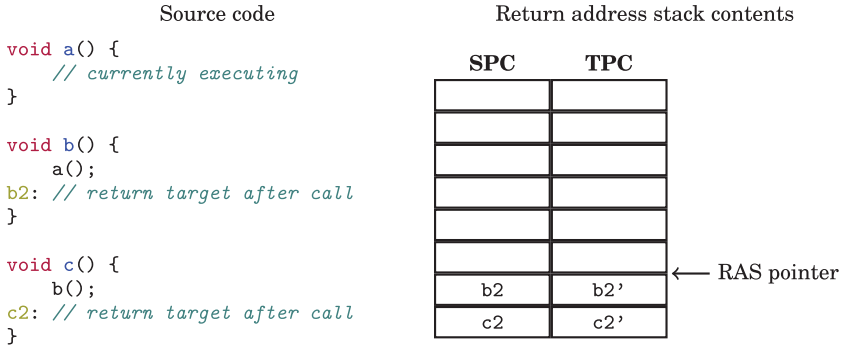 Source code
void a() {
// currently executing
}
void b() {
a();
b2: // return target after call
}
void c() {
b();
c2: // return target after call
}
Return address stack contents
SPC TPC
RAS pointer
b2 b2’
c2 c2’